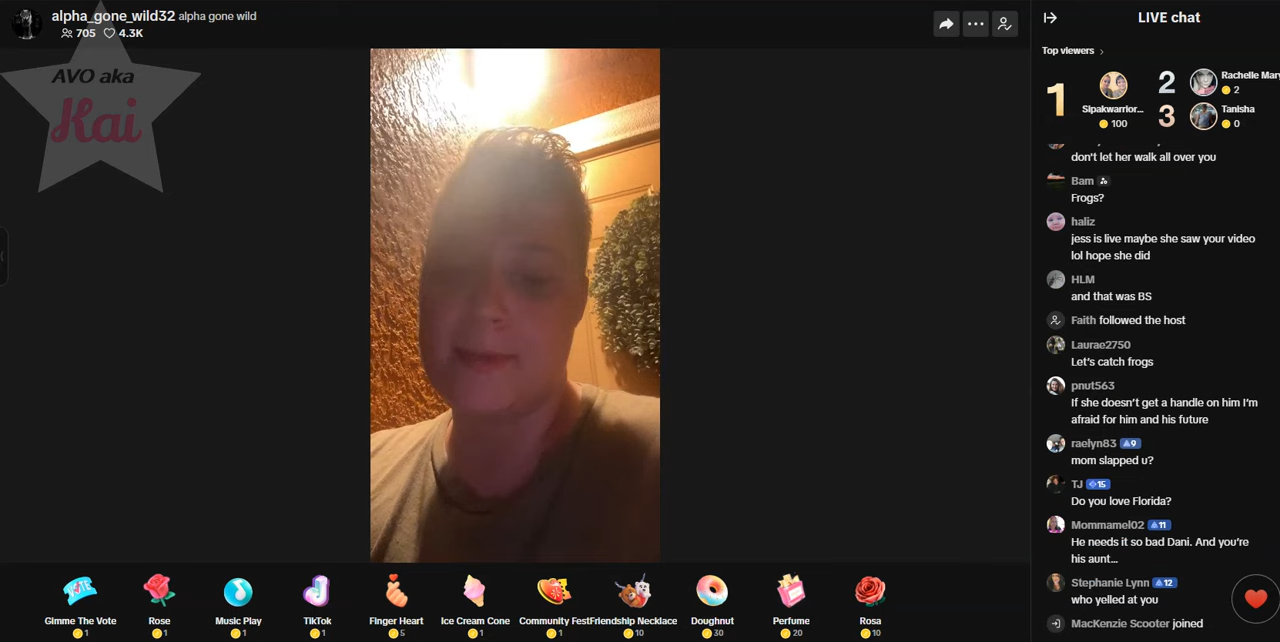 alpha_gone_wild32 alpha gone wild
705 4.3K
AVO aka
Kai
LIVE chat
Top viewers
1
Sipakwarrior...
100
2
Rachelle Mar
2
3
Tanisha
0
don't let her walk all over you
Bam
Frogs?
haliz
jess is live maybe she saw your video
lol hope she did
HLM
and that was BS
Faith followed the host
Laurae2750
Let's catch frogs
pnut563
If she doesn't get a handle on him I'm
afraid for him and his future
raelyn83 9
mom slapped u?
TJ 15
Do you love Florida?
Mommamel02 11
He needs it so bad Dani. And you're
his aunt...
Stephanie Lynn 12
who yelled at you
MacKenzie Scooter joined
VOTE
Gimme The Vote Rose Music Play TikTok Finger Heart Ice Cream Cone Community Fest Friendship Necklace Doughnut Perfume Rosa
1 1 1 1 5 1 1 10 30 20 10